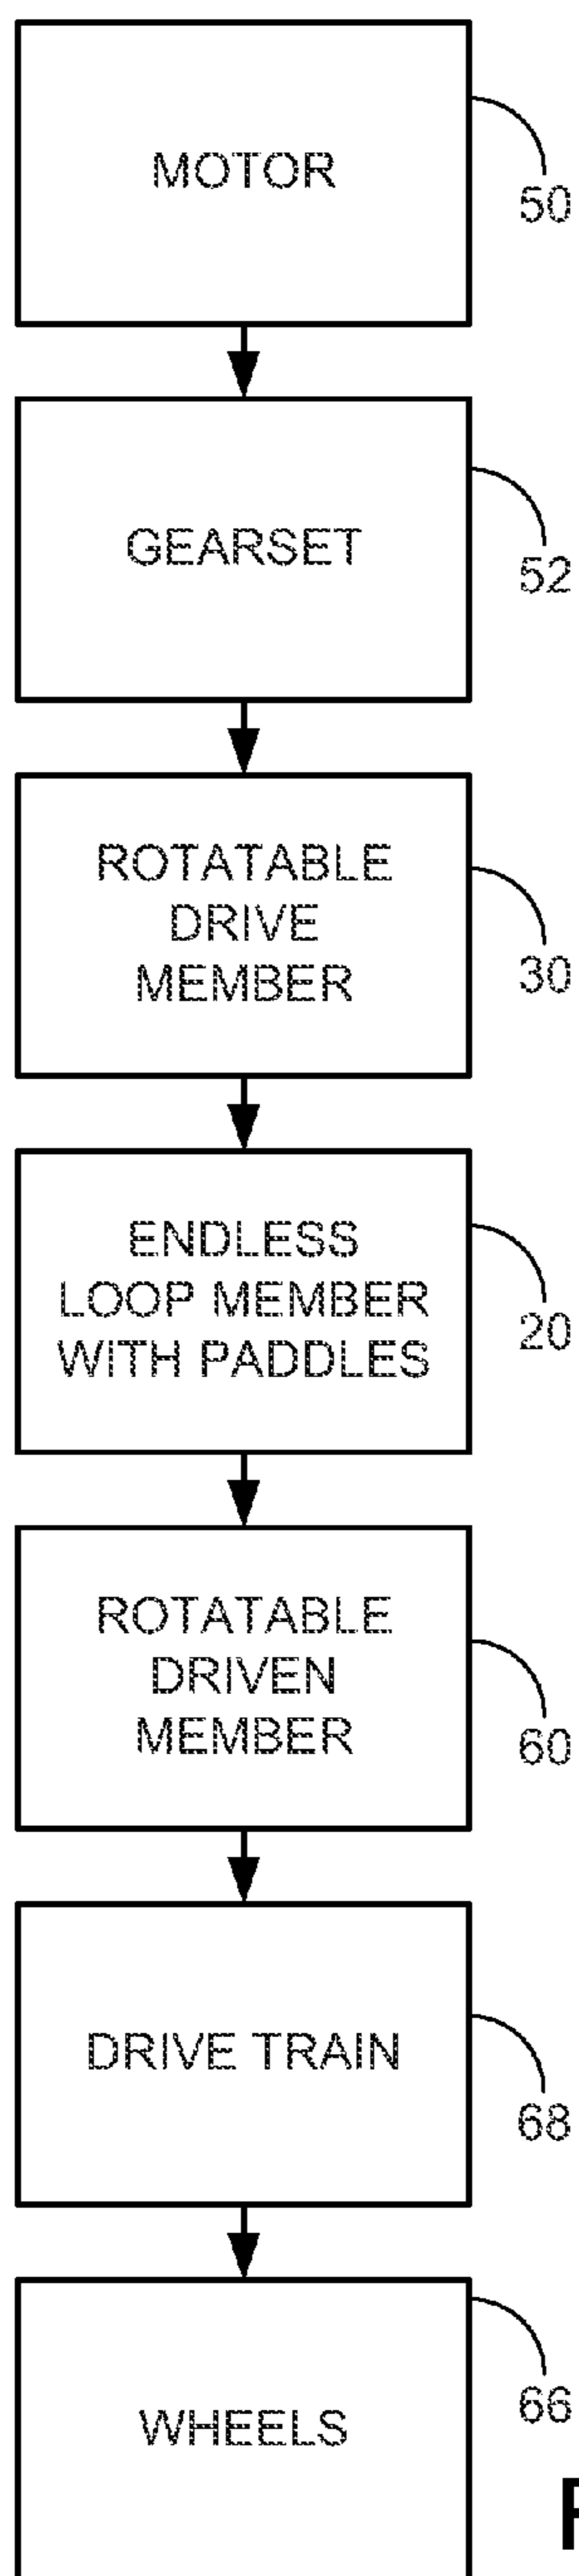 MOTOR
50
GEARSET
52
ROTATABLE
DRIVE
MEMBER
30
ENDLESS
LOOP MEMBER
WITH PADDLES
20
ROTATABLE
DRIVEN
MEMBER
60
DRIVE TRAIN
68
WHEELS
66